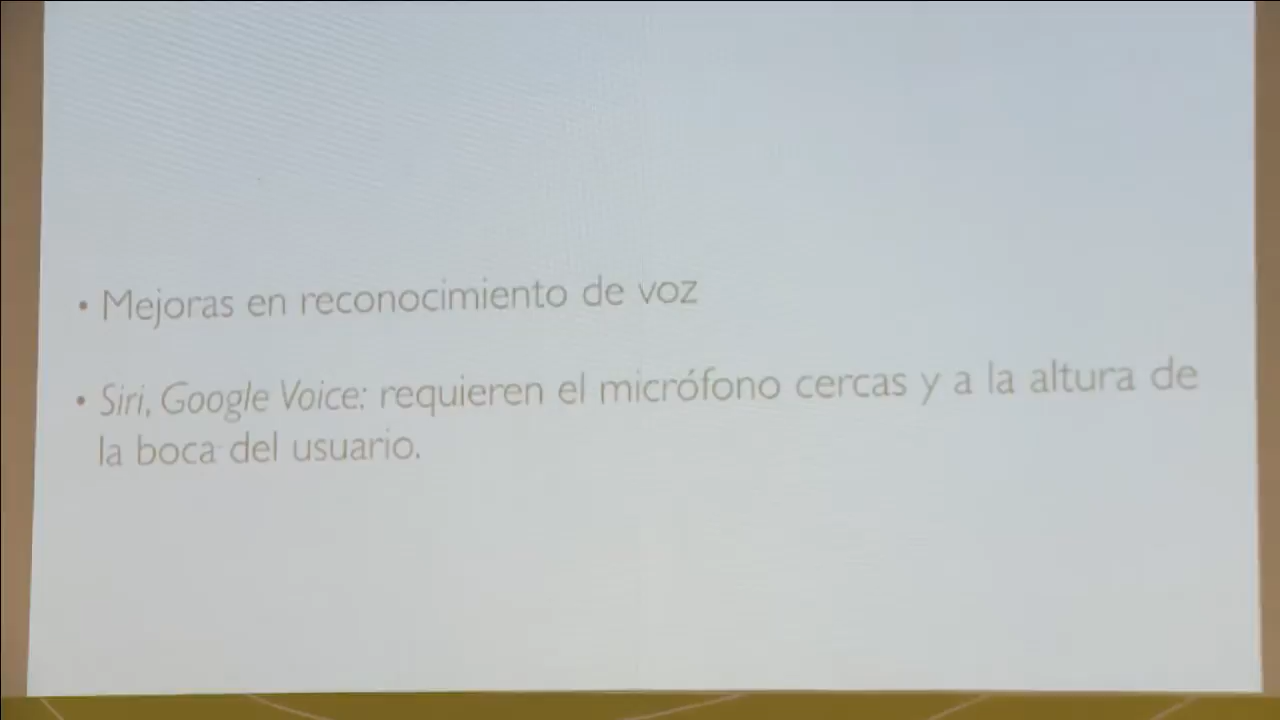 • Mejoras en reconocimiento de voz
• Siri, Google Voice: requieren el micrófono cercas y a la altura de
la boca del usuario.